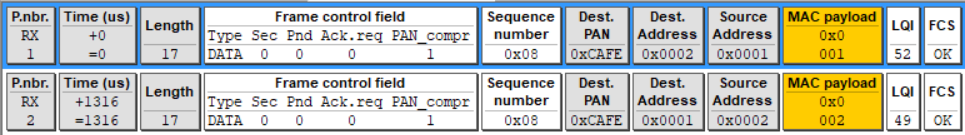 P.nbr. Time (us) Length Frame control field Sequence Dest. Dest. Source MAC payload LQI FCS
RX +0 Type Sec Pnd Ack.req PAN_compr number PAN Address Address 0x0
1 =0 17 DATA 0 0 0 1 0x08 0xCAFE 0x0002 0x0001 001 52 OK
P.nbr. Time (us) Length Frame control field Sequence Dest. Dest. Source MAC payload LQI FCS
RX +1316 Type Sec Pnd Ack.req PAN_compr number PAN Address Address 0x0
2 =1316 17 DATA 0 0 0 1 0x08 0xCAFE 0x0001 0x0002 002 49 OK